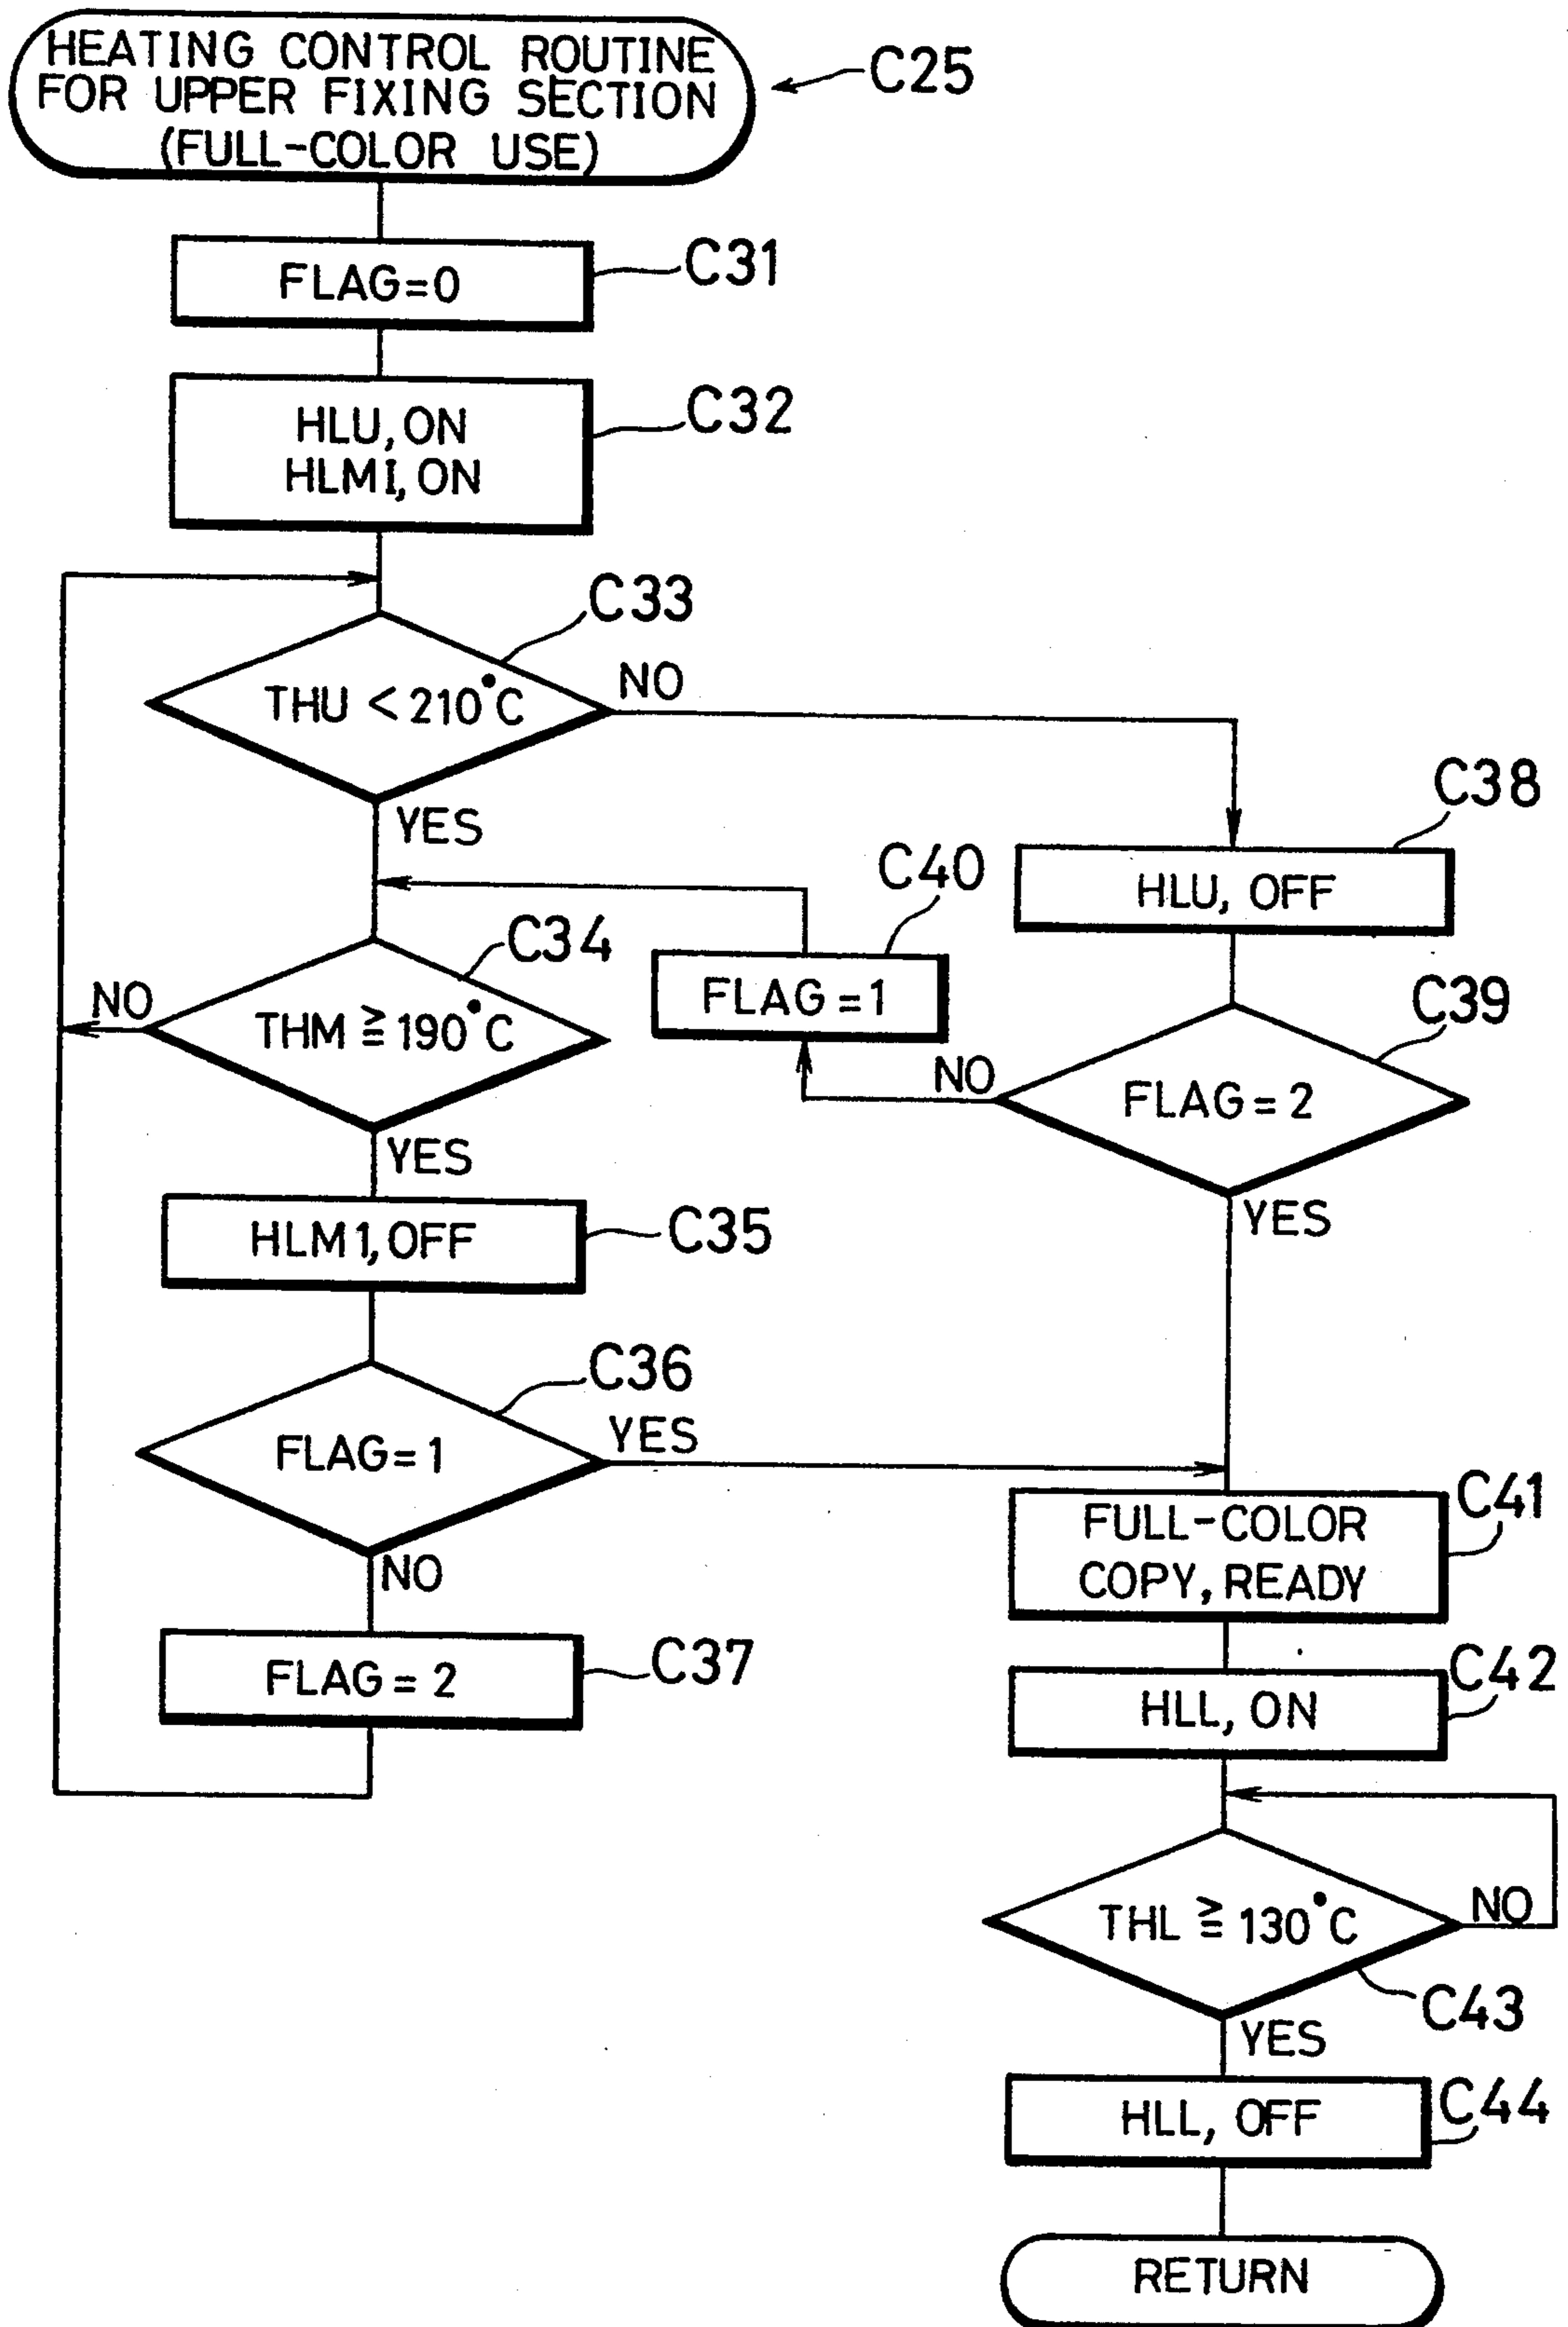 HEATING CONTROL ROUTINE
FOR UPPER FIXING SECTION
(FULL-COLOR USE)
C25
FLAG=0
C31
HLU, ON
HLMI, ON
C32
C33
THU < 210°C
NO
YES
C38
HLU, OFF
C40
FLAG = 1
C34
NO
THM ≧ 190°C
YES
C39
NO
FLAG = 2
YES
HLM1, OFF
C35
C36
FLAG = 1
YES
NO
FLAG = 2
C37
C41
FULL-COLOR
COPY, READY
C42
HLL, ON
THL ≧ 130°C
NO
C43
YES
HLL, OFF
C44
RETURN